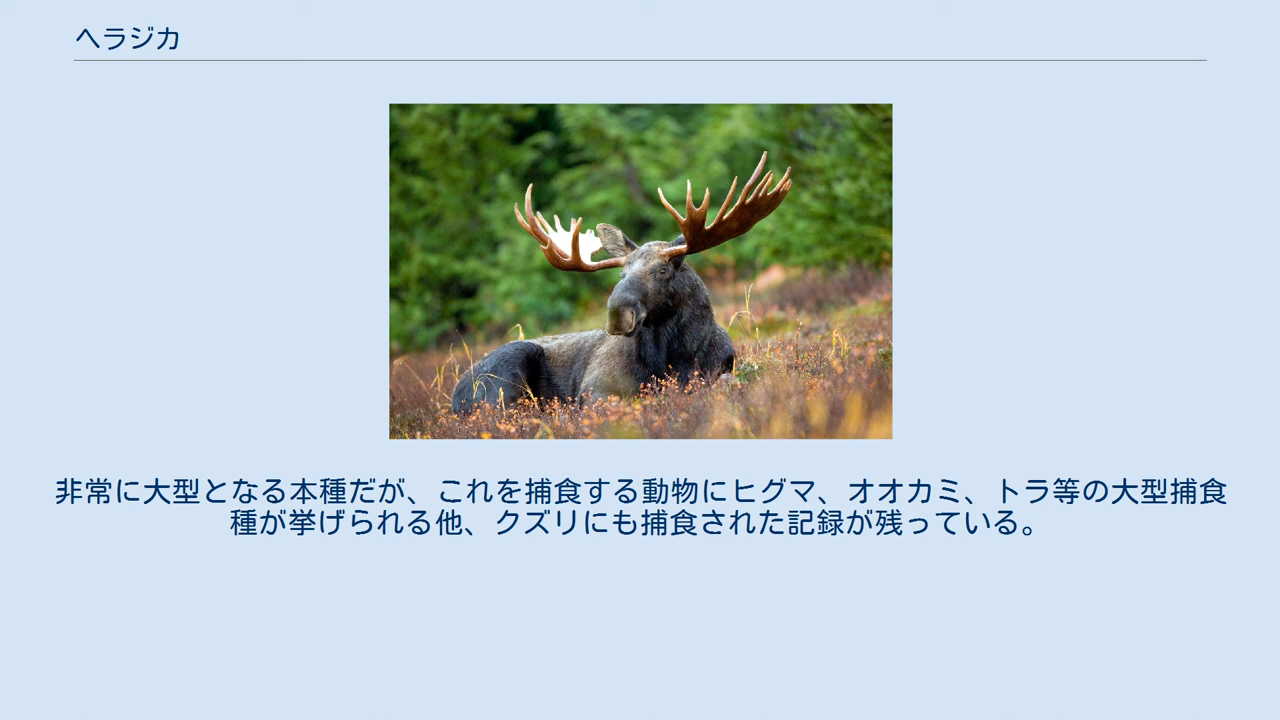 ヘラジカ
非常に大型となる本種だが、これを捕食する動物にヒグマ、オオカミ、トラ等の大型捕食
種が挙げられる他、クズリにも捕食された記録が残っている。